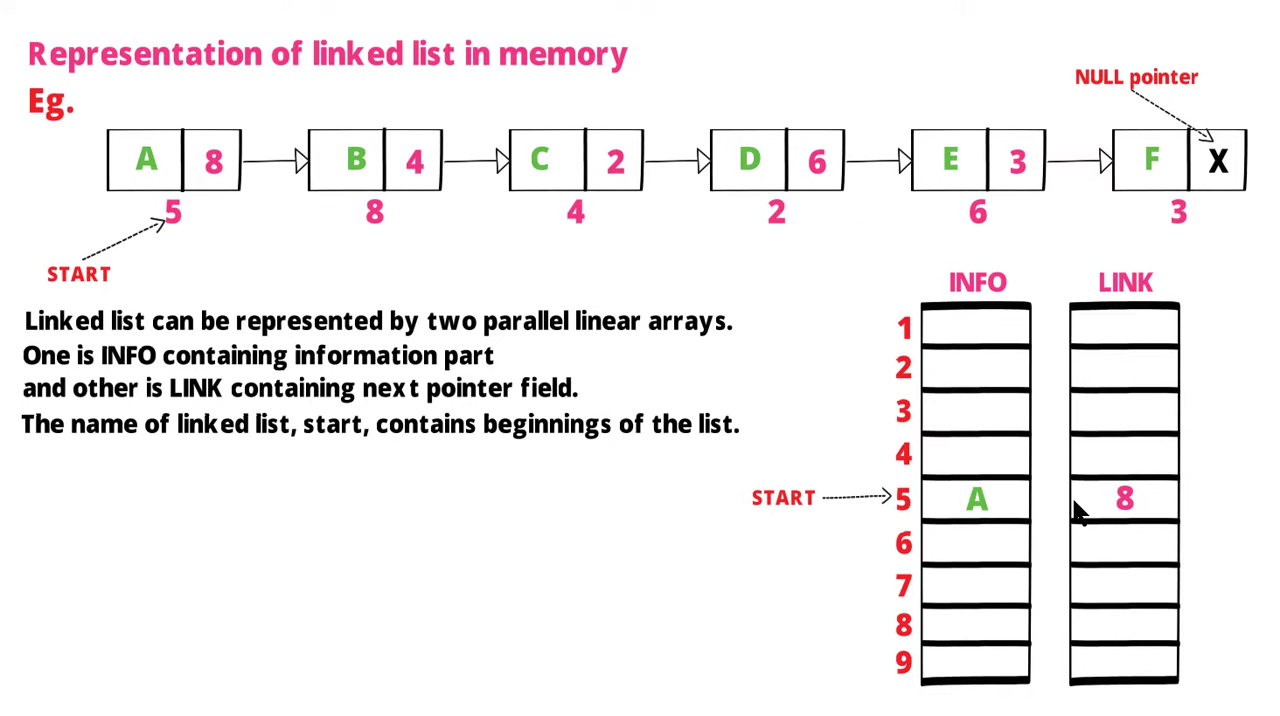 Representation of linked list in memory
Eg.
NULL pointer
A 8 B 4 C 2 D 6 E 3 F X
5 8 4 2 6 3
START
Linked list can be represented by two parallel linear arrays.
One is INFO containing information part
and other is LINK containing next pointer field.
The name of linked list, start, contains beginnings of the list.
INFO LINK
1
2
3
4
START 5 A 8
6
7
8
9